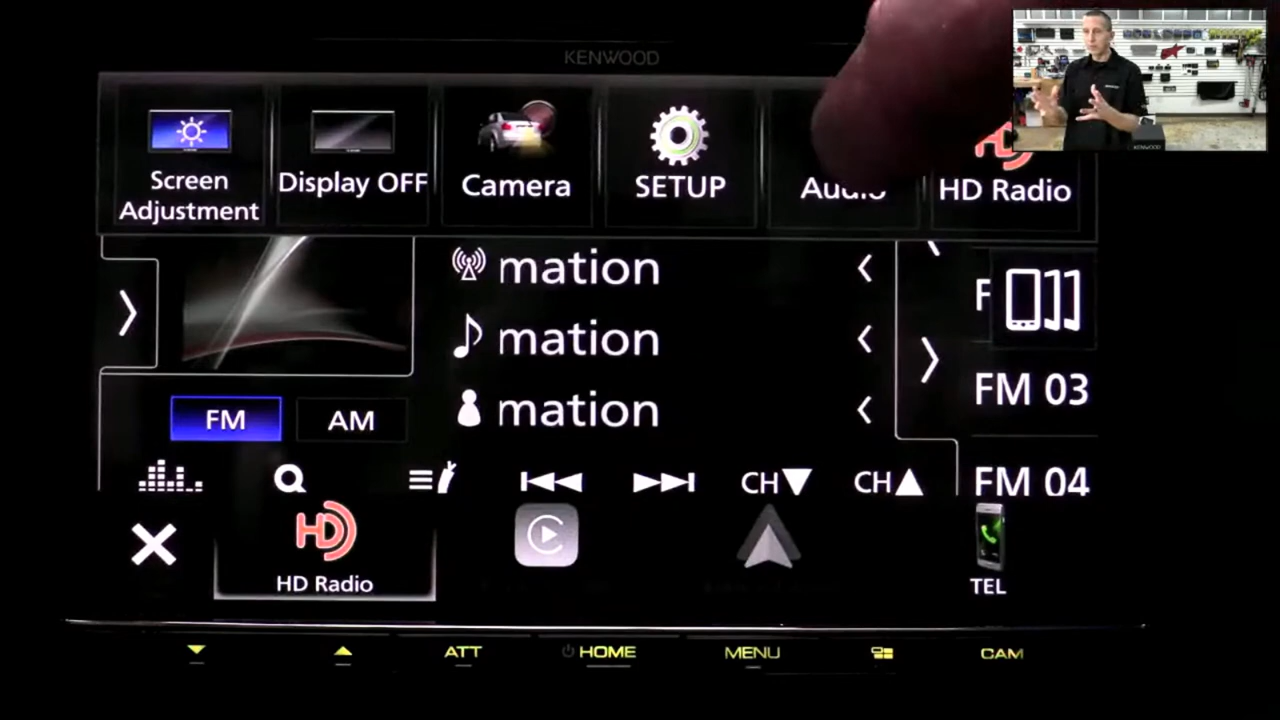 KENWOOD
Screen
Adjustment
Display OFF
Camera
SETUP
Audio
HD Radio
mation
mation
mation
F
FM 03
FM 04
FM
AM
CH▼
CH▲
HD Radio
TEL
ATT
HOME
MENU
CAM